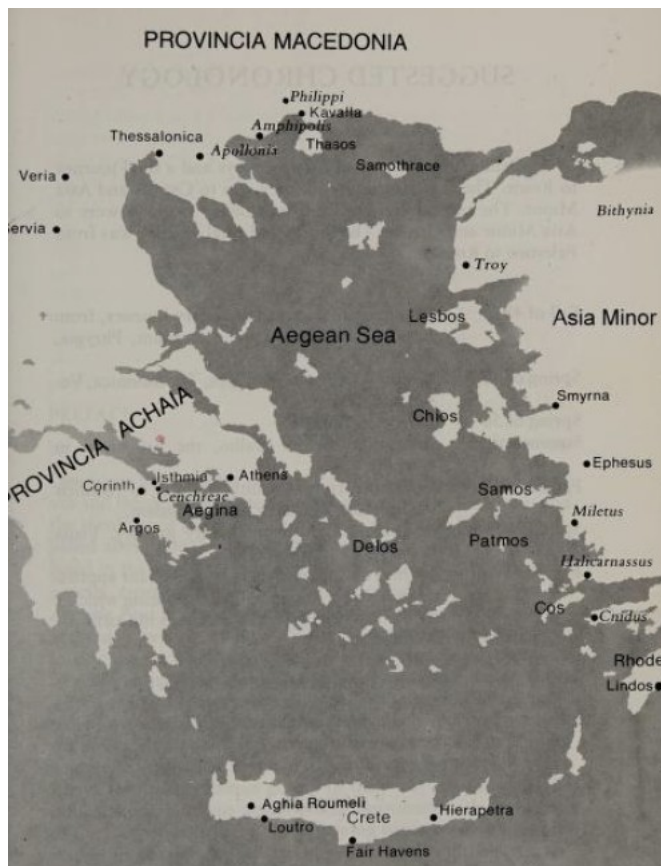 PROVINCIA MACEDONIA
Philippi
Kavalla
Amphipolis
Thasos
Thessalonica
Apollonia
Samothrace
Veria
Bithynia
Servia
Troy
Lesbos
Aegean Sea
Asia Minor
Smyrna
Chios
PROVINCIA ACHAIA
Ephesus
Isthmia
Athens
Corinth
Cenchreae
Samos
Aegina
Miletus
Argos
Delos
Patmos
Halicarnassus
Cos
Cnidus
Rhode
Lindos
Aghia Roumeli
Crete
Hierapetra
Loutro
Fair Havens